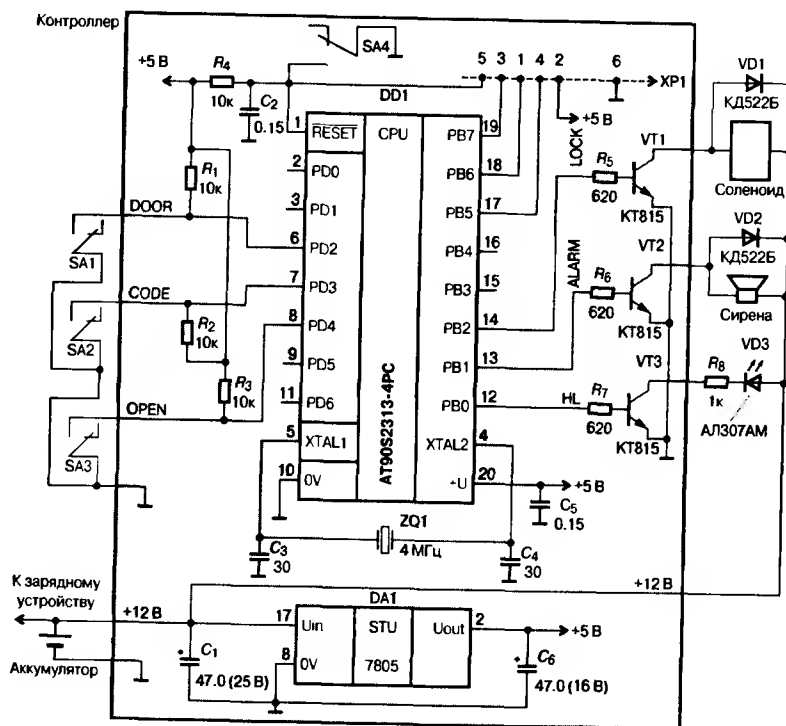 Контроллер
SA4
+5 В
R4
10к
C2
0.15
5 3 1 4 2 6
XP1
+5 В
DD1
1
RESET
CPU
AT90S2313-4PC
2
PD0
3
PD1
6
PD2
7
PD3
8
PD4
9
PD5
11
PD6
5
XTAL1
10
0V
PB7
19
PB6
18
PB5
17
PB4
16
PB3
15
PB2
14
PB1
13
PB0
12
XTAL2
4
+U
20
R1
10к
DOOR
SA1
CODE
SA2
R2
10к
R3
10к
OPEN
SA3
LOCK
R5
620
VT1
КТ815
VD1
КД522Б
Соленоид
ALARM
R6
620
VT2
КТ815
VD2
КД522Б
Сирена
HL
R7
620
VT3
КТ815
R8
1к
VD3
АЛ307АМ
+5 В
C5
0.15
ZQ1
4 МГц
C3
30
C4
30
К зарядному
устройству
+12 В
Аккумулятор
+12 В
C1
47.0 (25 В)
DA1
17
Uin
STU
7805
Uout
2
8
0V
+5 В
C6
47.0 (16 В)